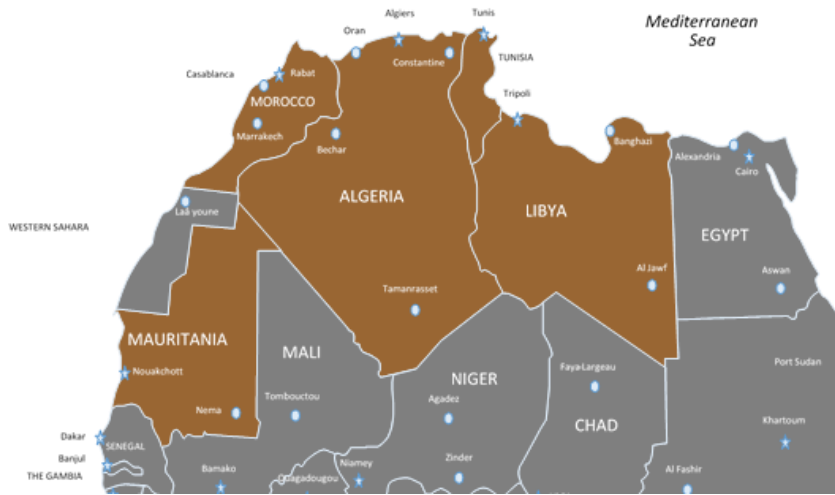 Mediterranean
Sea
Algiers
Tunis
Oran
Constantine
TUNISIA
Casablanca
Rabat
MOROCCO
Tripoli
Marrakech
Bechar
Banghazi
Alexandria
Cairo
ALGERIA
LIBYA
Laâ youne
WESTERN SAHARA
EGYPT
Al Jawf
Aswan
Tamanrasset
MAURITANIA
MALI
Port Sudan
Nouakchott
NIGER
Faya-Largeau
Tombouctou
Agadez
Nema
CHAD
Khartoum
Dakar
SENEGAL
Banjul
Zinder
Niamey
Bamako
Ouagadougou
Al Fashir
THE GAMBIA